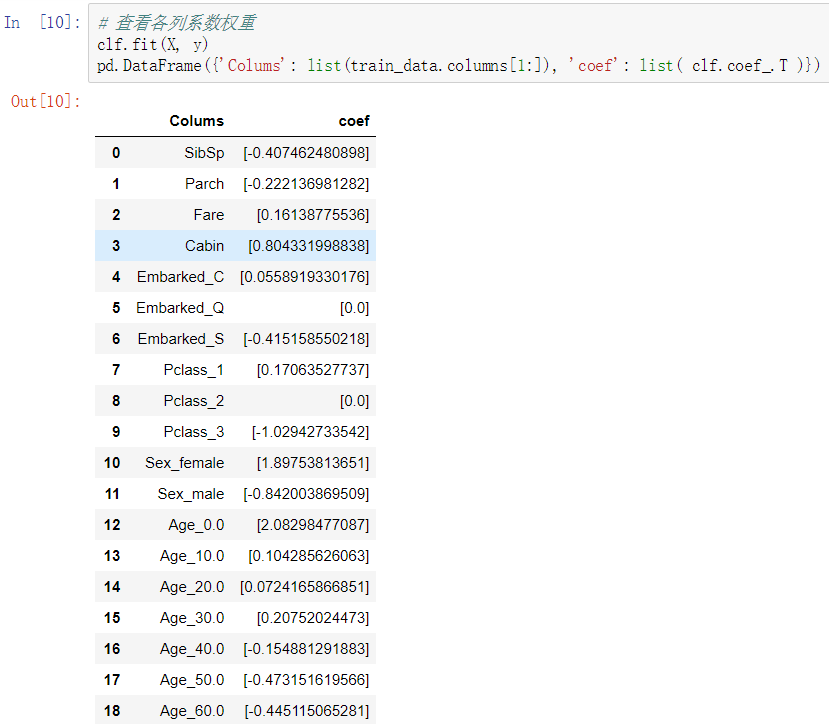 In [10]:
# 查看各列系数权重
clf.fit(X, y)
pd.DataFrame({'Colums': list(train_data.columns[1:]), 'coef': list( clf.coef_.T )})
Out[10]:
Colums coef
0 SibSp [-0.407462480898]
1 Parch [-0.222136981282]
2 Fare [0.16138775536]
3 Cabin [0.804331998838]
4 Embarked_C [0.0558919330176]
5 Embarked_Q [0.0]
6 Embarked_S [-0.415158550218]
7 Pclass_1 [0.17063527737]
8 Pclass_2 [0.0]
9 Pclass_3 [-1.02942733542]
10 Sex_female [1.89753813651]
11 Sex_male [-0.842003869509]
12 Age_0.0 [2.08298477087]
13 Age_10.0 [0.104285626063]
14 Age_20.0 [0.0724165866851]
15 Age_30.0 [0.20752024473]
16 Age_40.0 [-0.154881291883]
17 Age_50.0 [-0.473151619566]
18 Age_60.0 [-0.445115065281]